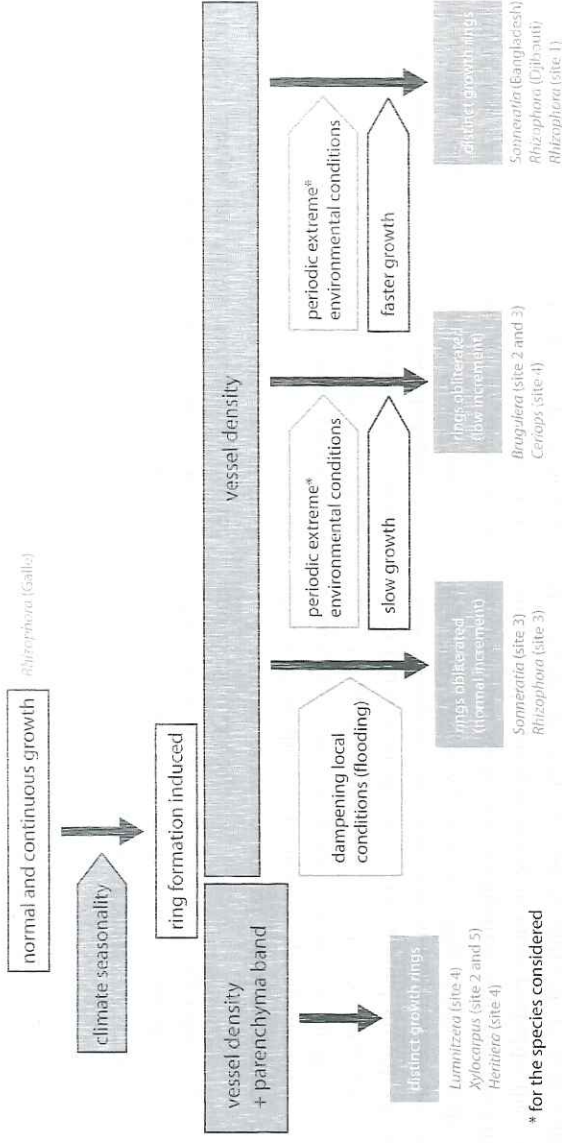 normal and continuous growth
Rhizophora (Galle)
climate seasonality
ring formation induced
vessel density
+ parenchyma band
vessel density
dampening local
conditions (flooding)
periodic extreme*
environmental conditions
slow growth
periodic extreme*
environmental conditions
faster growth
distinct growth rings
Lumnitzera (site 4)
Xylocarpus (site 2 and 5)
Heritiera (site 4)
rings obliterated
(normal increment)
Sonneratia (site 3)
Rhizophora (site 3)
rings obliterated
(low increment)
Bruguiera (site 2 and 3)
Ceriops (site 4)
distinct growth rings
Sonneratia (Bangladesh)
Rhizophora (Djibouti)
Rhizophora (site 1)
* for the species considered